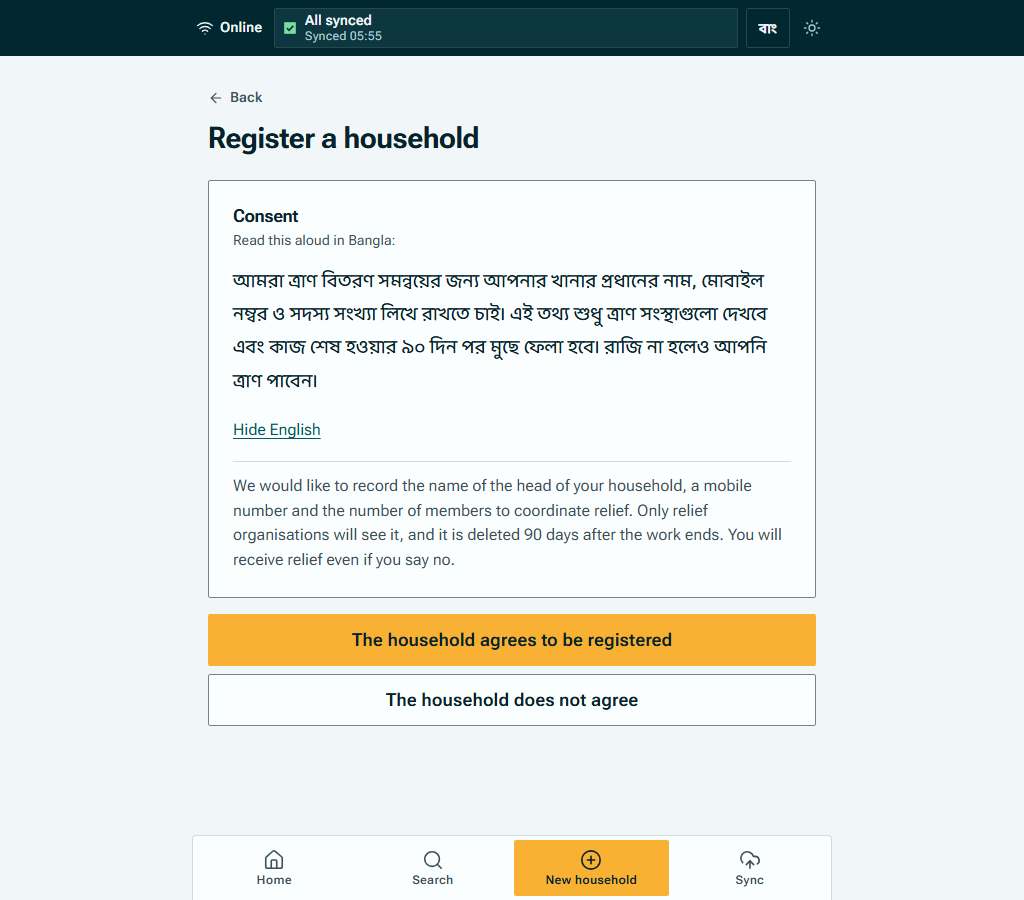 Online
All synced
Synced 05:55
বাং
Back
Register a household
Consent
Read this aloud in Bangla:
আমরা ত্রাণ বিতরণ সমন্বয়ের জন্য আপনার খানার প্রধানের নাম, মোবাইল
নম্বর ও সদস্য সংখ্যা লিখে রাখতে চাই। এই তথ্য শুধু ত্রাণ সংস্থাগুলো দেখবে
এবং কাজ শেষ হওয়ার ৯০ দিন পর মুছে ফেলা হবে। রাজি না হলেও আপনি
ত্রাণ পাবেন।
Hide English
We would like to record the name of the head of your household, a mobile
number and the number of members to coordinate relief. Only relief
organisations will see it, and it is deleted 90 days after the work ends. You will
receive relief even if you say no.
The household agrees to be registered
The household does not agree
Home
Search
New household
Sync